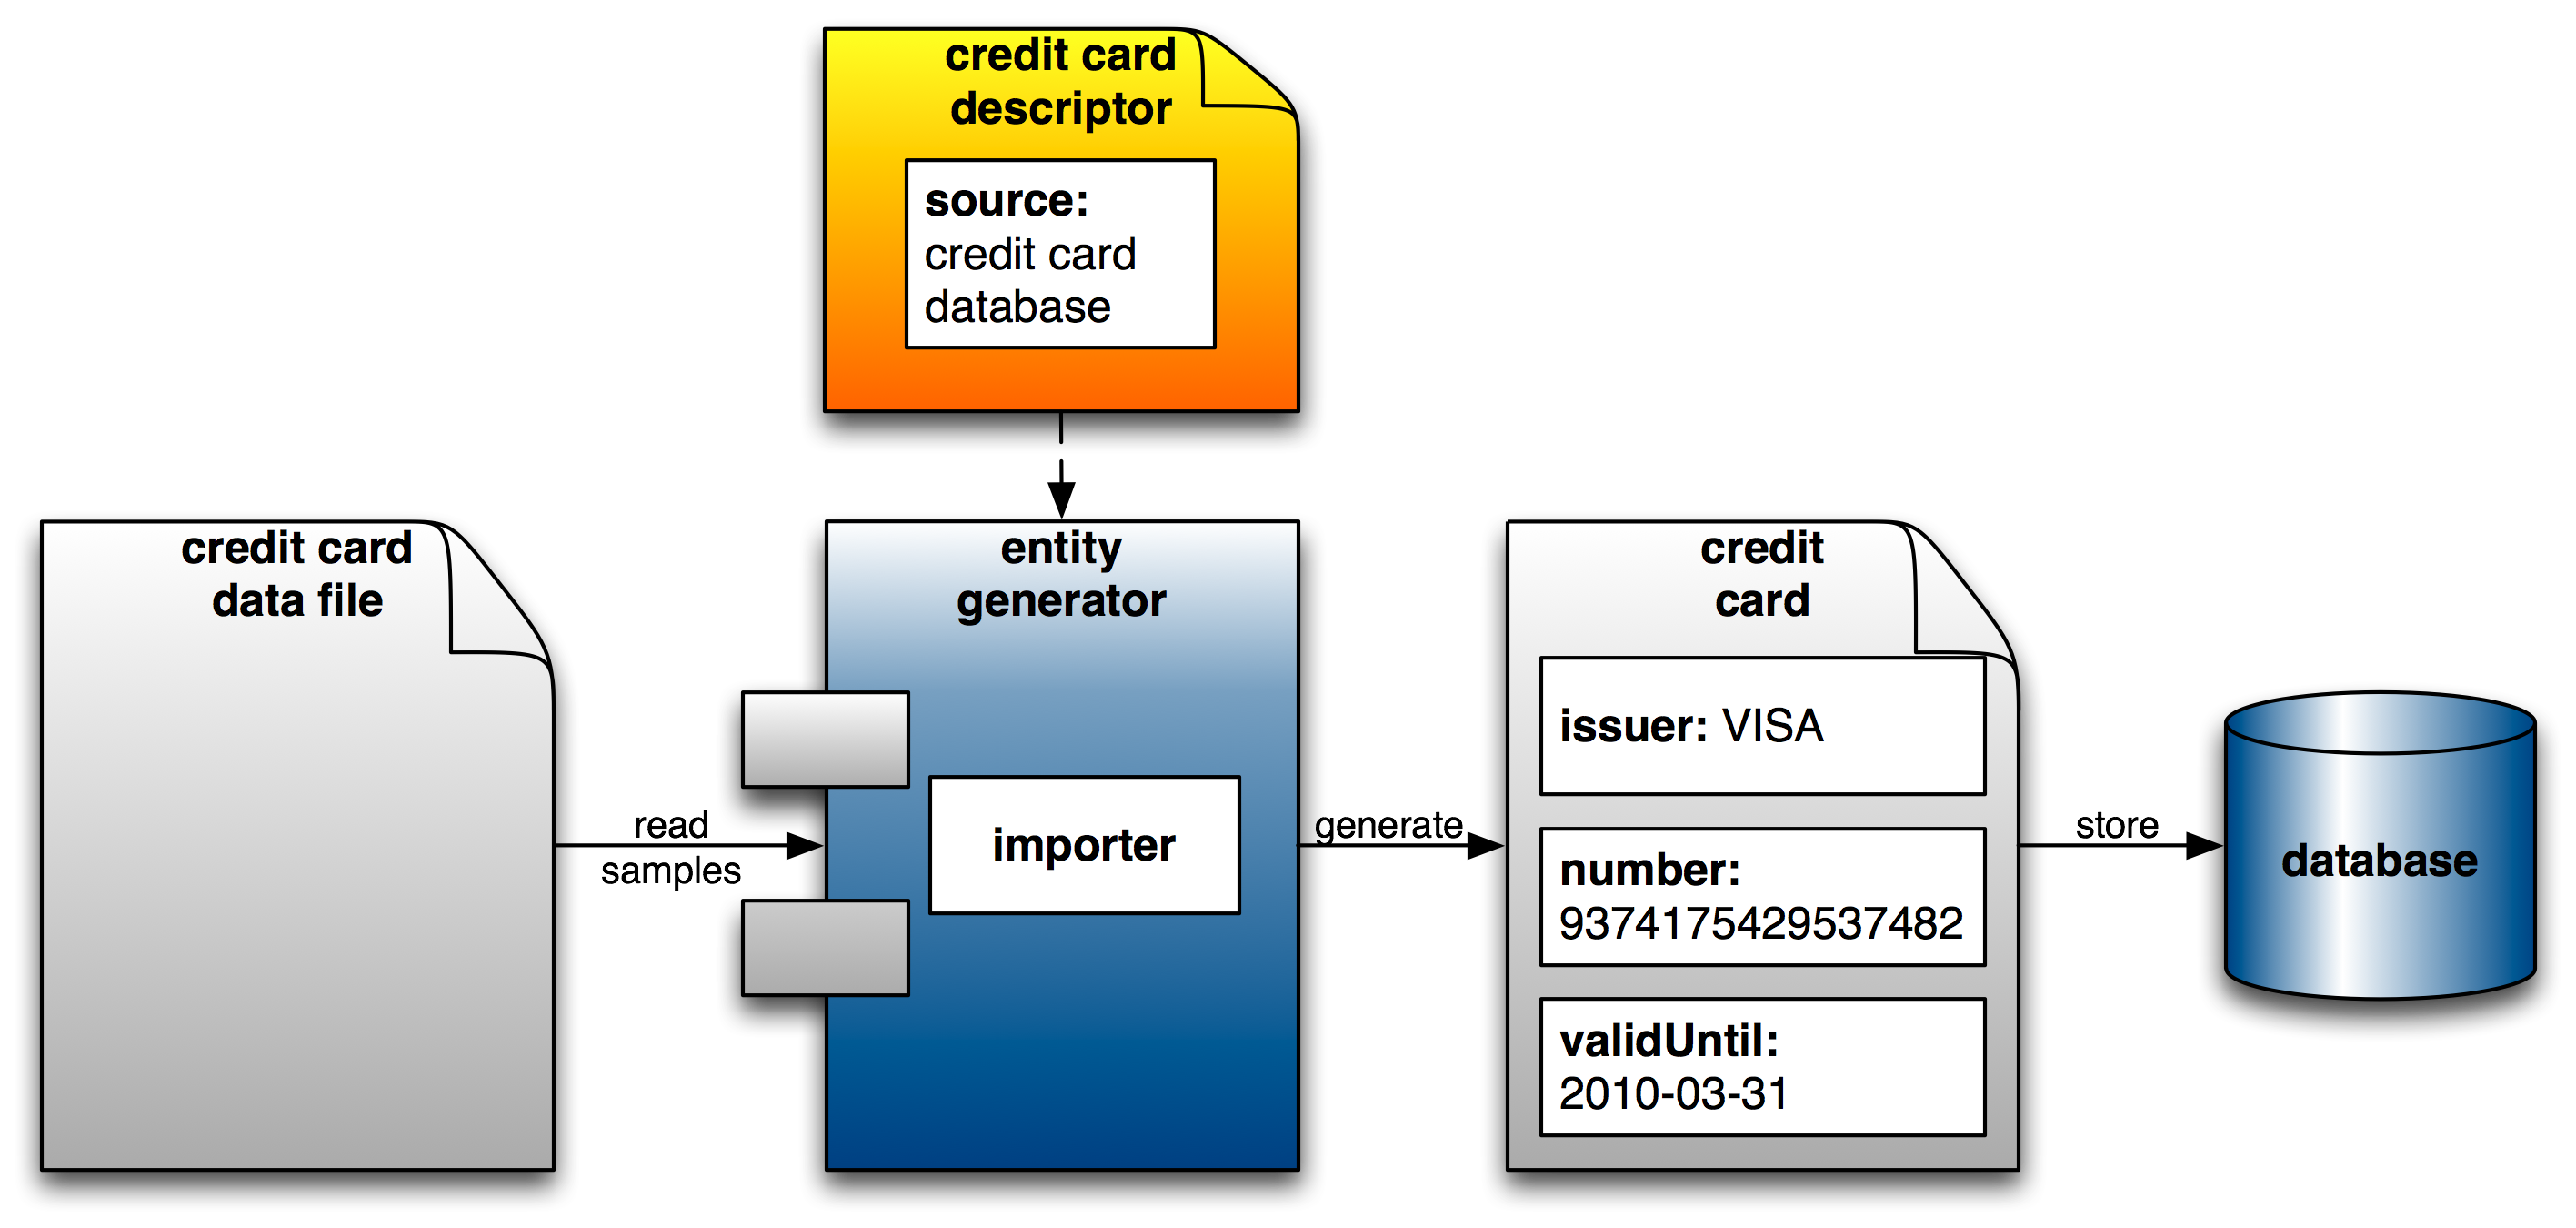 credit card
descriptor
source:
credit card
database
credit card
data file
read
samples
entity
generator
importer
generate
credit
card
issuer: VISA
number:
9374175429537482
validUntil:
2010-03-31
store
database